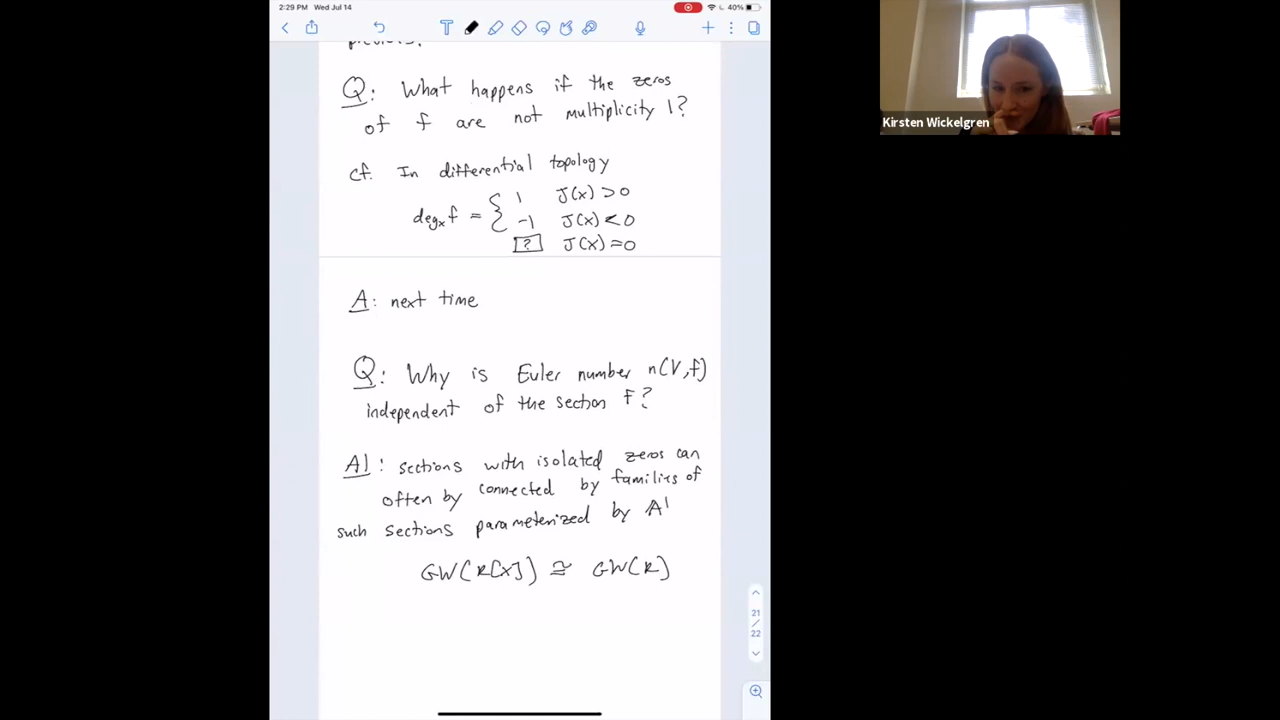 2:29 PM Wed Jul 14
40%
Q: What happens if the zeros
of f are not multiplicity 1?
cf. In differential topology
deg_x f = { 1 J(x) > 0
-1 J(x) < 0
? J(x) = 0
A: next time
Q: Why is Euler number n(V,f)
independent of the section f?
A1: sections with isolated zeros can
often by connected by families of
such sections parameterized by A¹
GW(k[x]) ≅ GW(k)
21
/
22
Kirsten Wickelgren